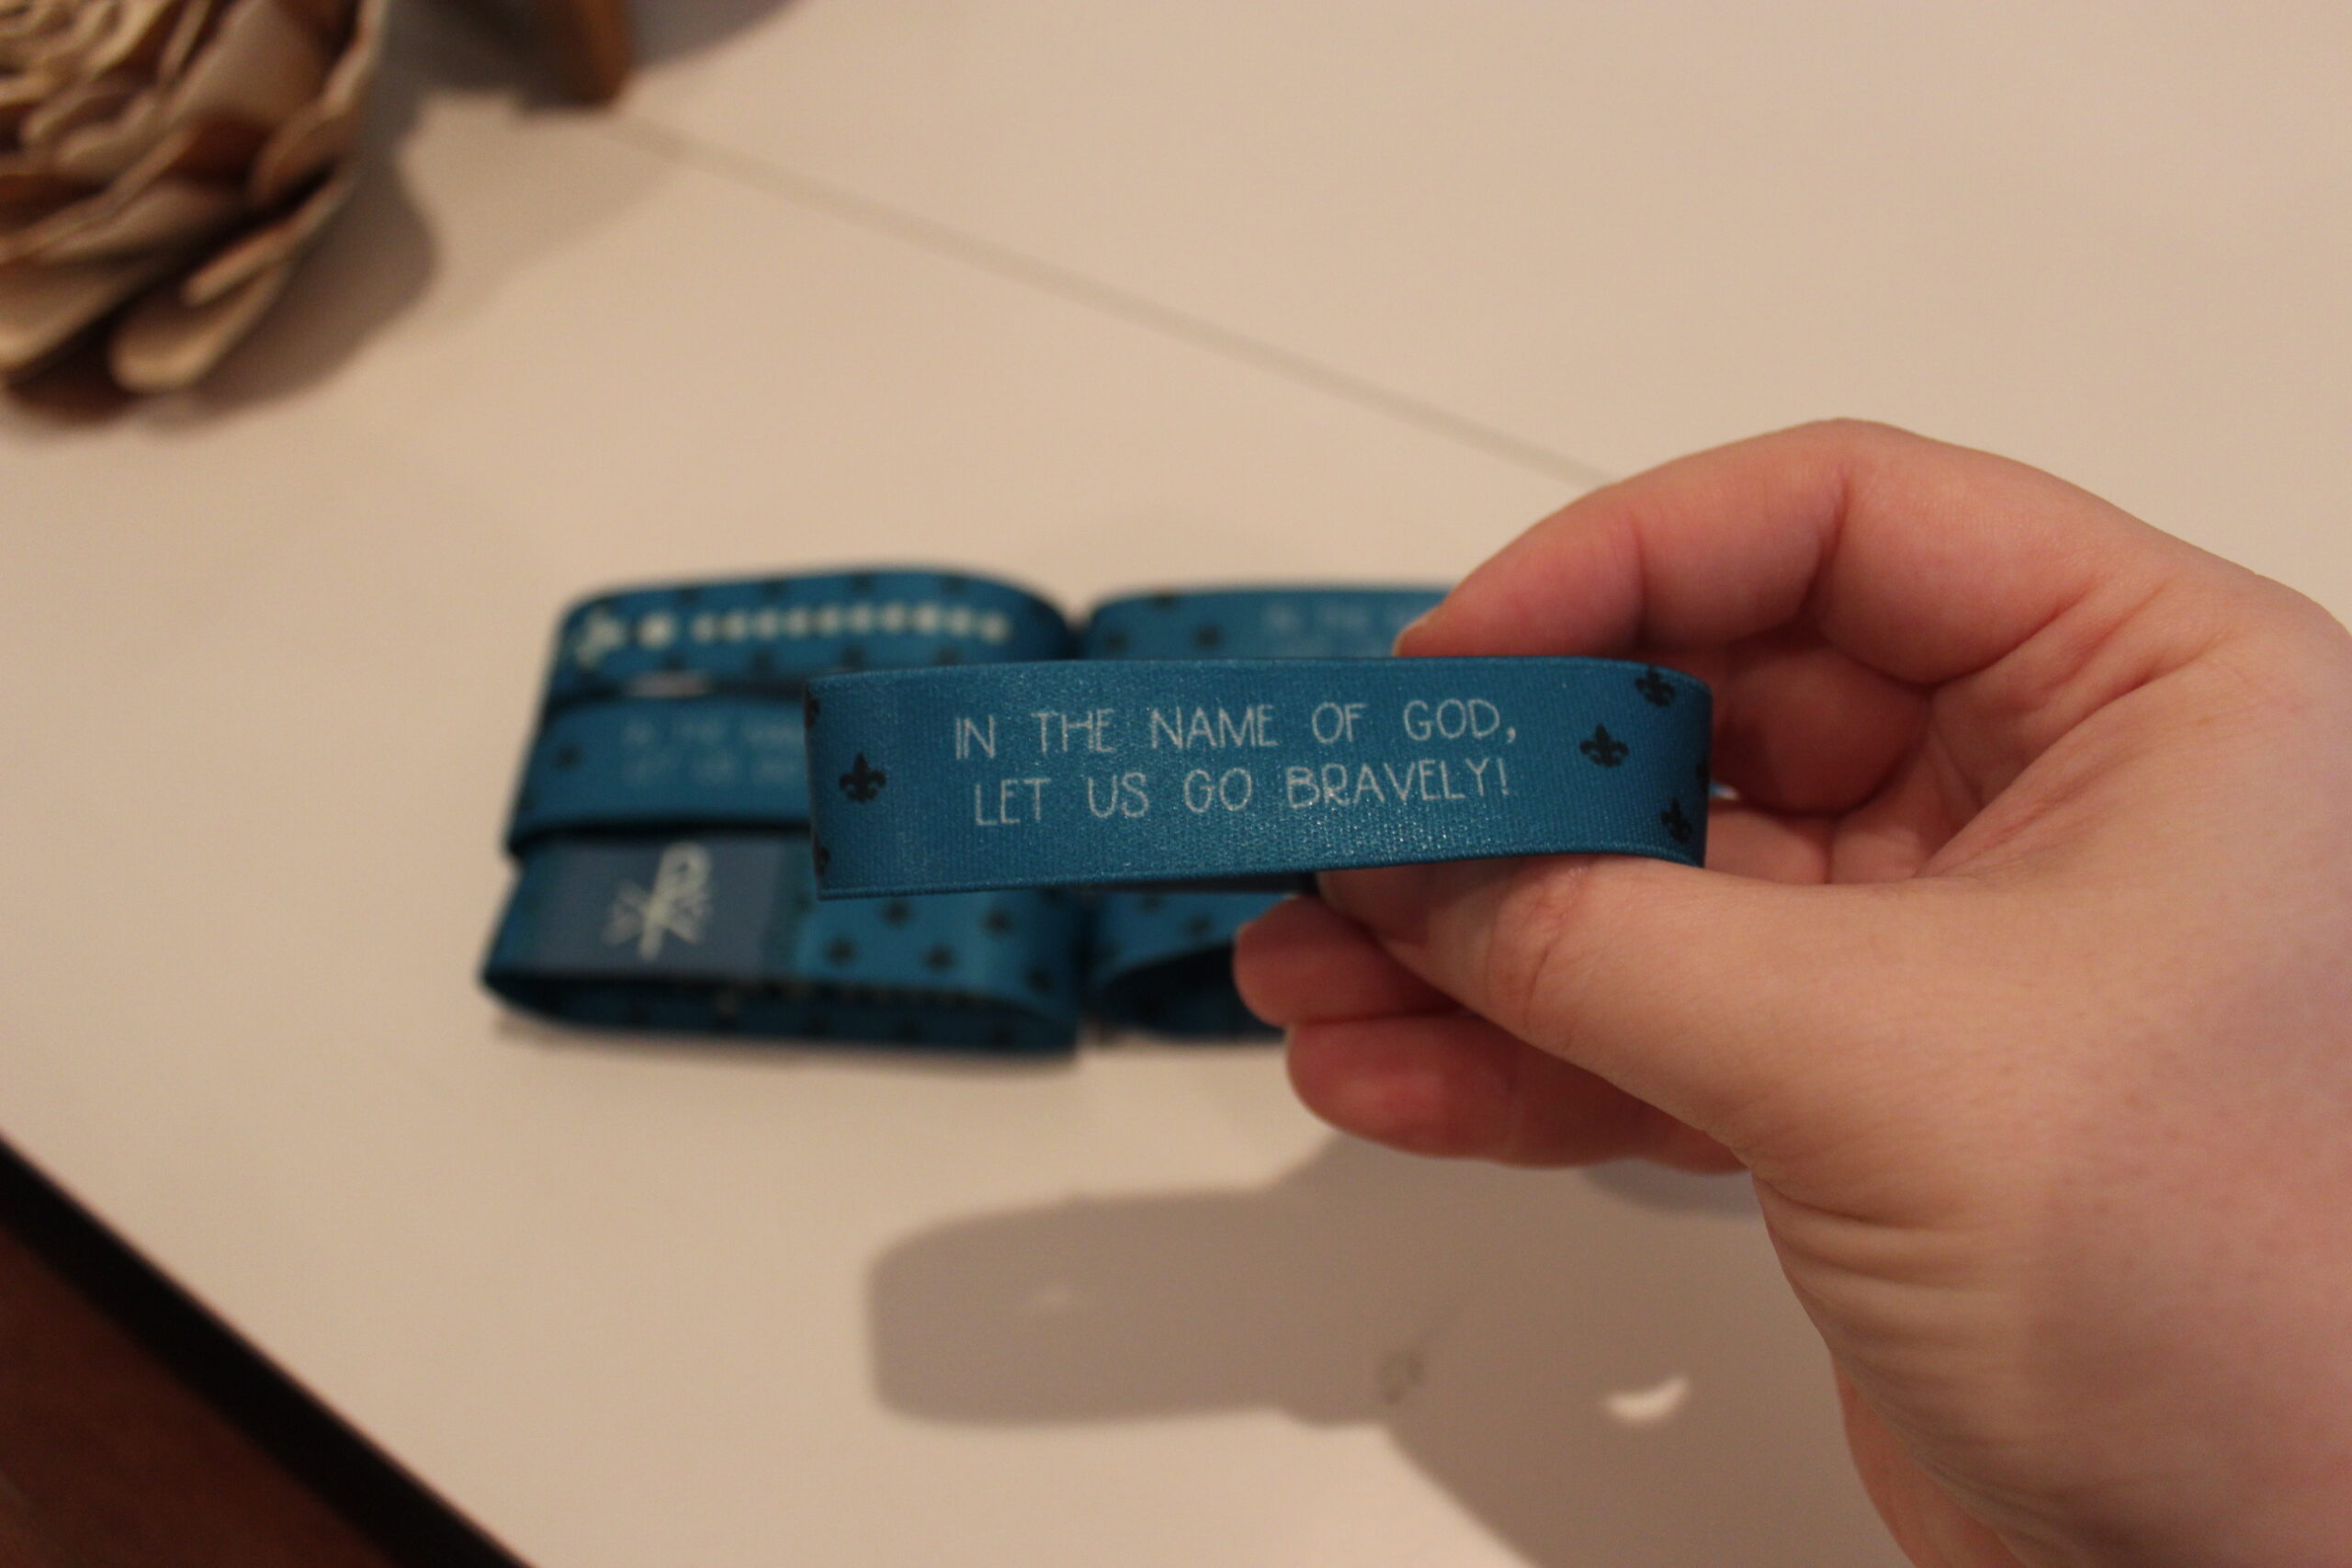 IN THE NAME OF GOD,
LET US GO BRAVELY!